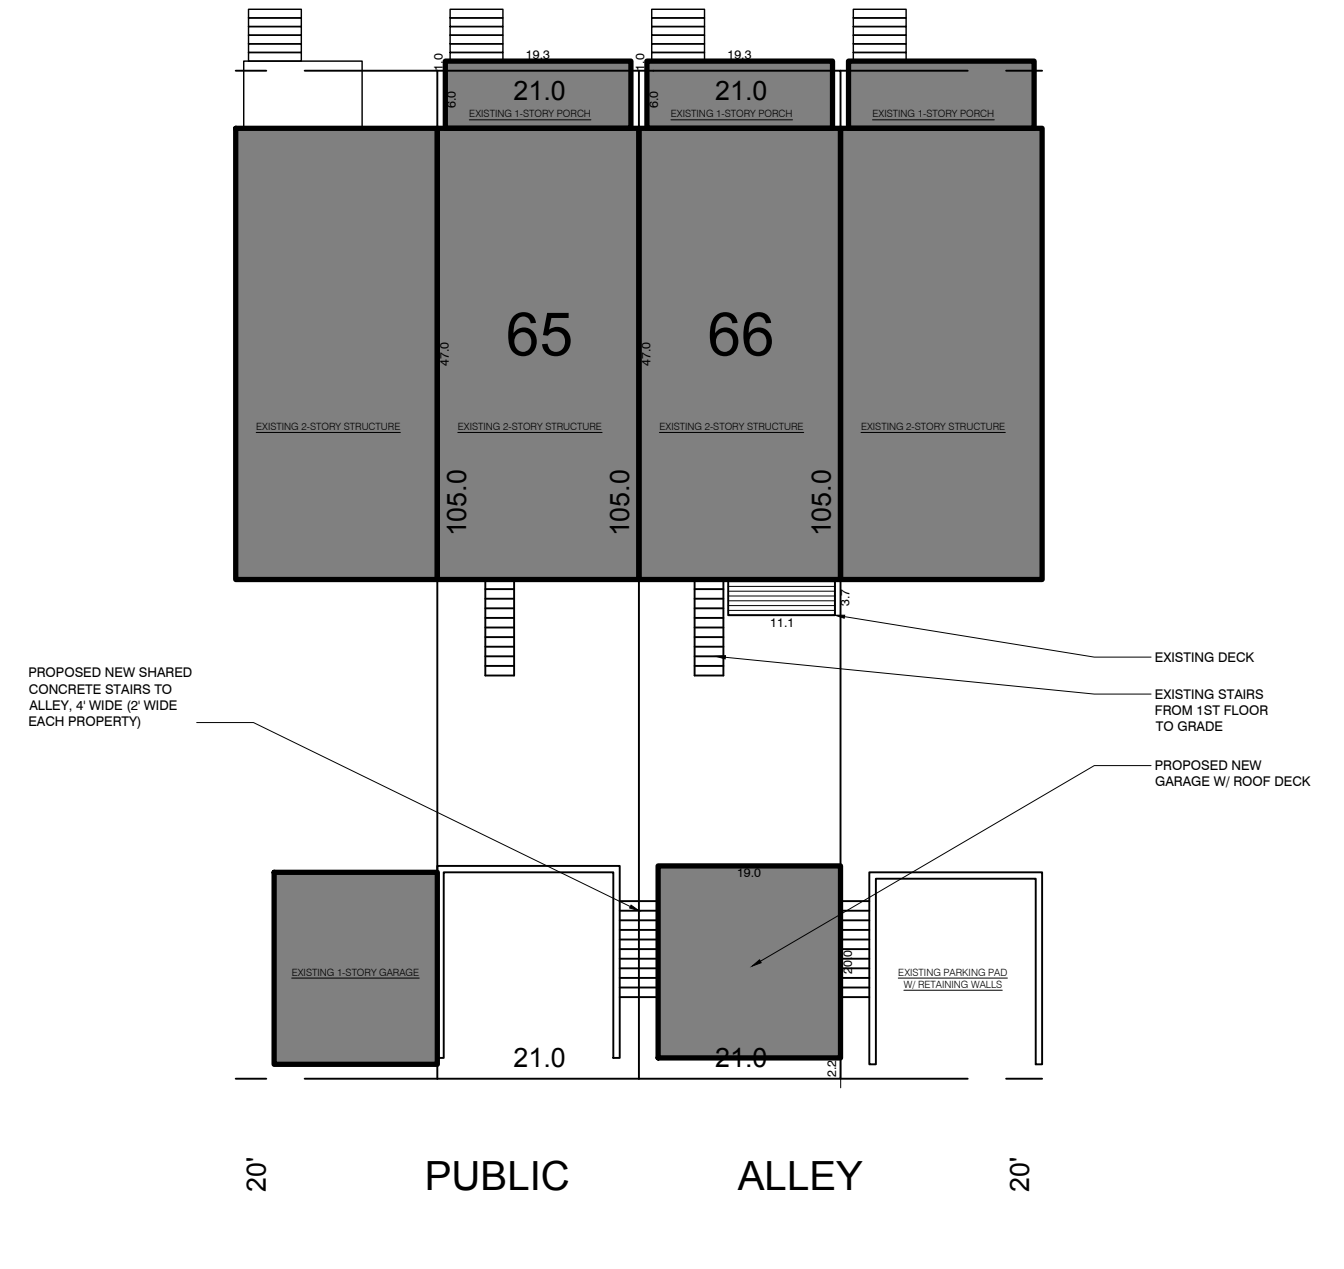 1.0
19.3
1.0
19.3
21.0
21.0
6.0
6.0
EXISTING 1-STORY PORCH
EXISTING 1-STORY PORCH
EXISTING 1-STORY PORCH
65
66
47.0
47.0
EXISTING 2-STORY STRUCTURE
EXISTING 2-STORY STRUCTURE
EXISTING 2-STORY STRUCTURE
EXISTING 2-STORY STRUCTURE
105.0
105.0
105.0
3.7
11.1
EXISTING DECK
PROPOSED NEW SHARED
CONCRETE STAIRS TO
ALLEY, 4' WIDE (2' WIDE
EACH PROPERTY)
EXISTING STAIRS
FROM 1ST FLOOR
TO GRADE
PROPOSED NEW
GARAGE W/ ROOF DECK
19.0
20.0
EXISTING 1-STORY GARAGE
EXISTING PARKING PAD
W/ RETAINING WALLS
21.0
21.0
2.2
20'
PUBLIC
ALLEY
20'